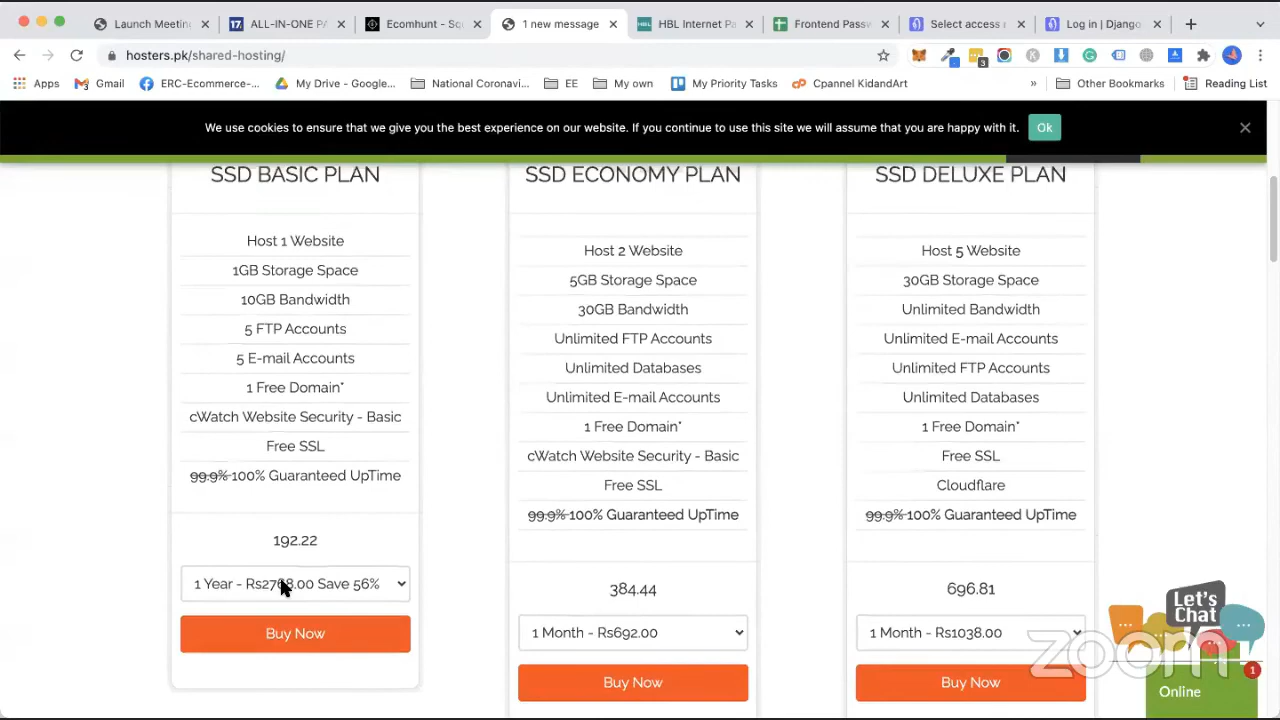 Launch Meetin
ALL-IN-ONE PA
Ecomhunt - Sq
1 new message
HBL Internet Pa
Frontend Passw
Select access r
Log in | Django
hosters.pk/shared-hosting/
Apps
Gmail
ERC-Ecommerce-...
My Drive - Google...
National Coronavi...
EE
My own
My Priority Tasks
Cpannel KidandArt
»
Other Bookmarks
Reading List
We use cookies to ensure that we give you the best experience on our website. If you continue to use this site we will assume that you are happy with it.
Ok
SSD BASIC PLAN
Host 1 Website
1GB Storage Space
10GB Bandwidth
5 FTP Accounts
5 E-mail Accounts
1 Free Domain*
cWatch Website Security - Basic
Free SSL
99.9% 100% Guaranteed UpTime
192.22
1 Year - Rs2768.00 Save 56%
Buy Now
SSD ECONOMY PLAN
Host 2 Website
5GB Storage Space
30GB Bandwidth
Unlimited FTP Accounts
Unlimited Databases
Unlimited E-mail Accounts
1 Free Domain*
cWatch Website Security - Basic
Free SSL
99.9% 100% Guaranteed UpTime
384.44
1 Month - Rs692.00
Buy Now
SSD DELUXE PLAN
Host 5 Website
30GB Storage Space
Unlimited Bandwidth
Unlimited E-mail Accounts
Unlimited FTP Accounts
Unlimited Databases
1 Free Domain*
Free SSL
Cloudflare
99.9% 100% Guaranteed UpTime
696.81
1 Month - Rs1038.00
Buy Now
Let's
Chat
zoom
1
Online